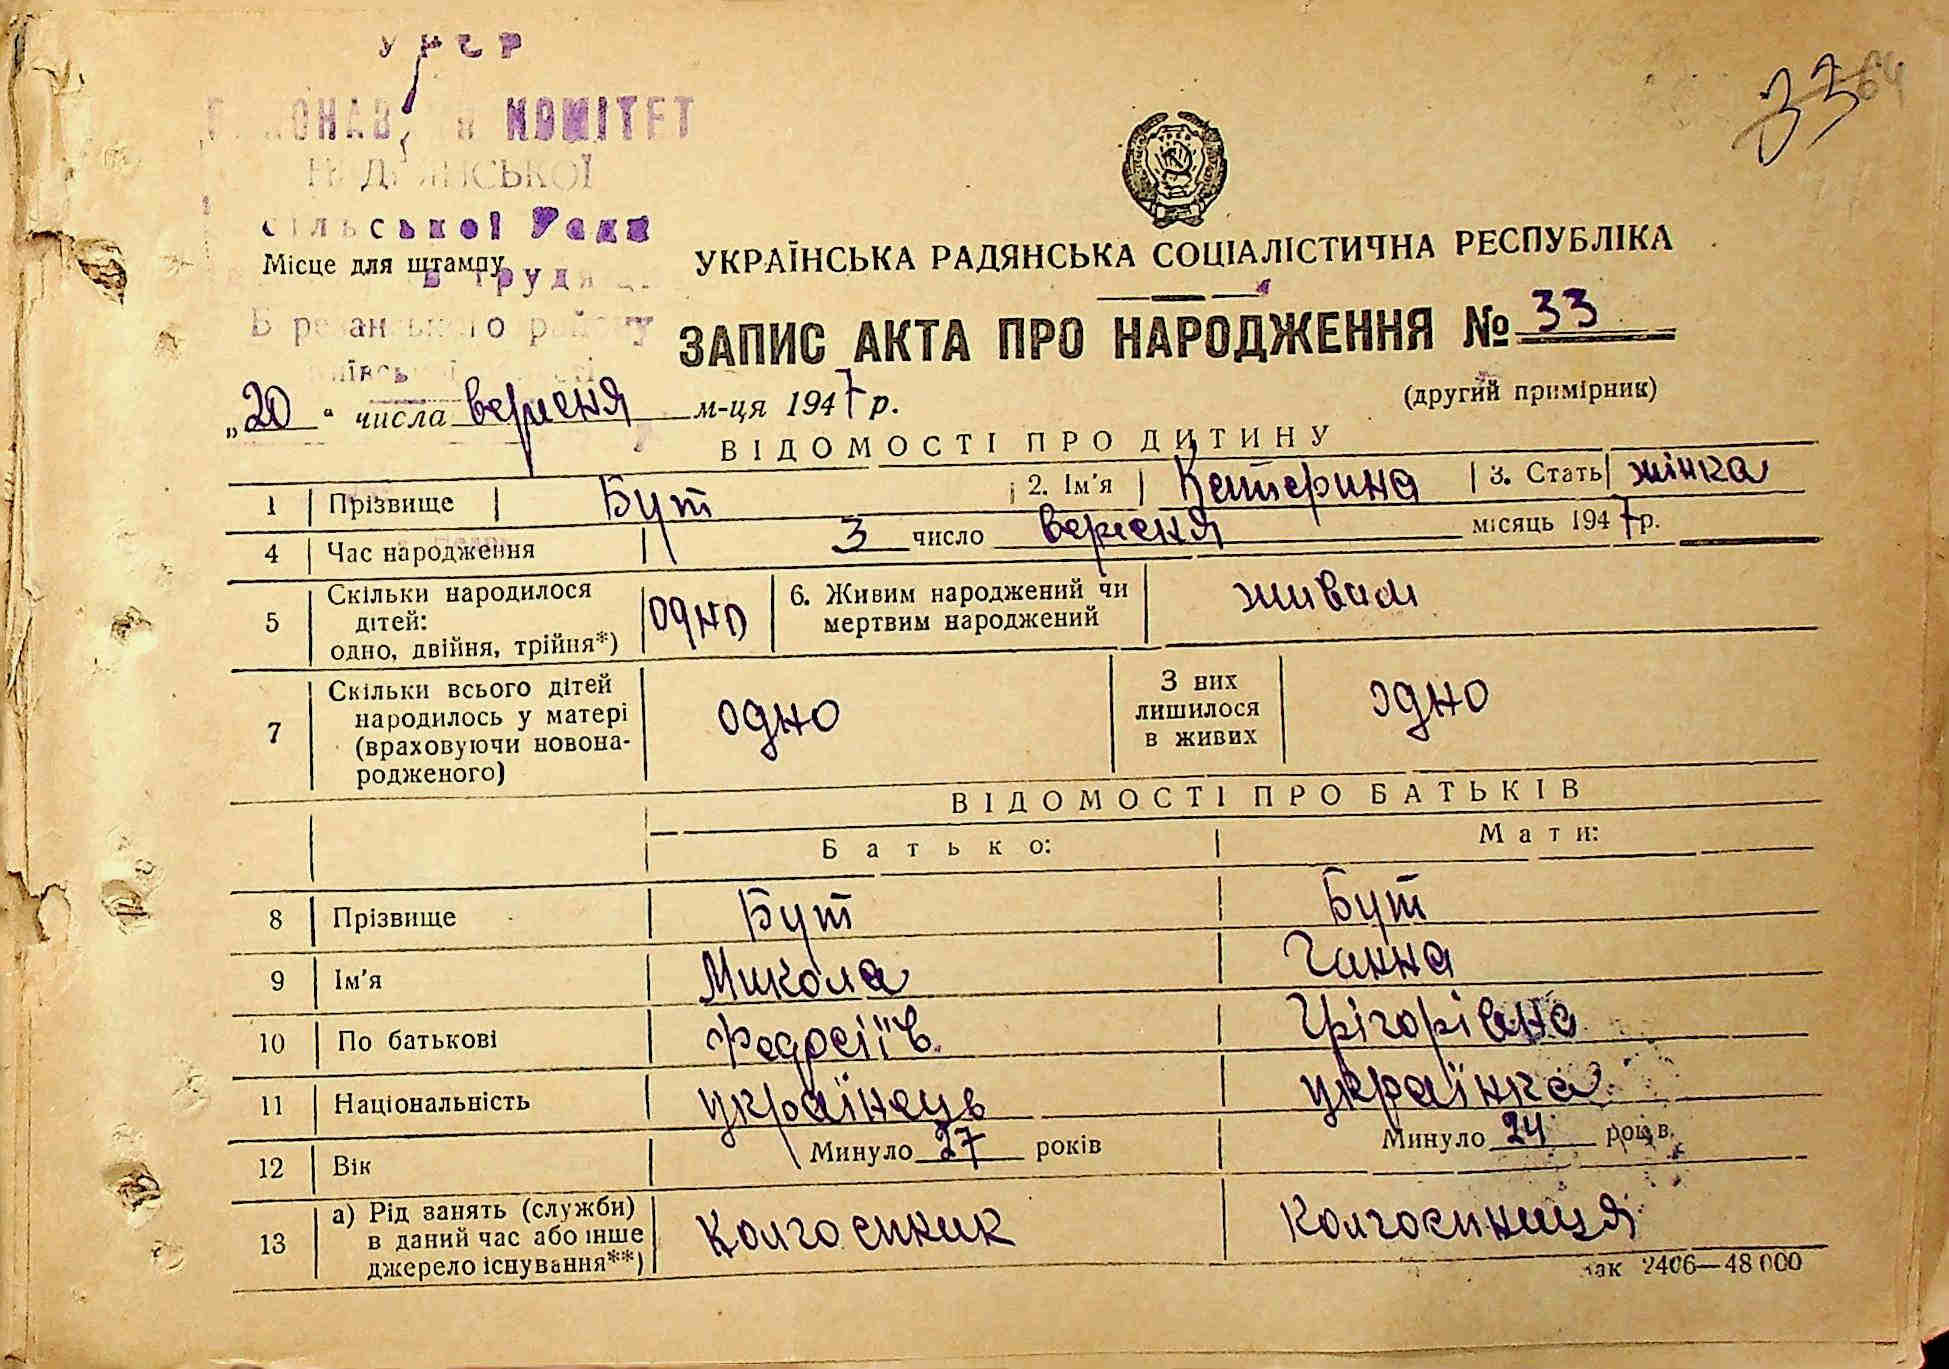 УРСР
КОМІТЕТ
сільської Ради
Місце для штампу
33
64
УКРАЇНСЬКА РАДЯНСЬКА СОЦІАЛІСТИЧНА РЕСПУБЛІКА
ЗАПИС АКТА ПРО НАРОДЖЕННЯ № 33
(другий примірник)
„20“ числа вересня м-ця 1947 р.
ВІДОМОСТІ ПРО ДИТИНУ
1 Прізвище Бут 2. Ім'я Катерина 3. Стать жінка
4 Час народження 3 число вересня місяць 1947 р.
5 Скільки народилося дітей: одно, двійня, трійня*) одно 6. Живим народжений чи мертвим народжений живим
7 Скільки всього дітей народилось у матері (враховуючи новонародженого) одно З них лишилося в живих одно
ВІДОМОСТІ ПРО БАТЬКІВ
Батько: Мати:
8 Прізвище Бут Бут
9 Ім'я Микола Ганна
10 По батькові Федосіїв. Грігорівна
11 Національність українець українка
12 Вік Минуло 27 років Минуло 24 років
13 а) Рід занять (служби) в даний час або інше джерело існування**) Колгоспник Колгоспниця
Зак 2406—48 000